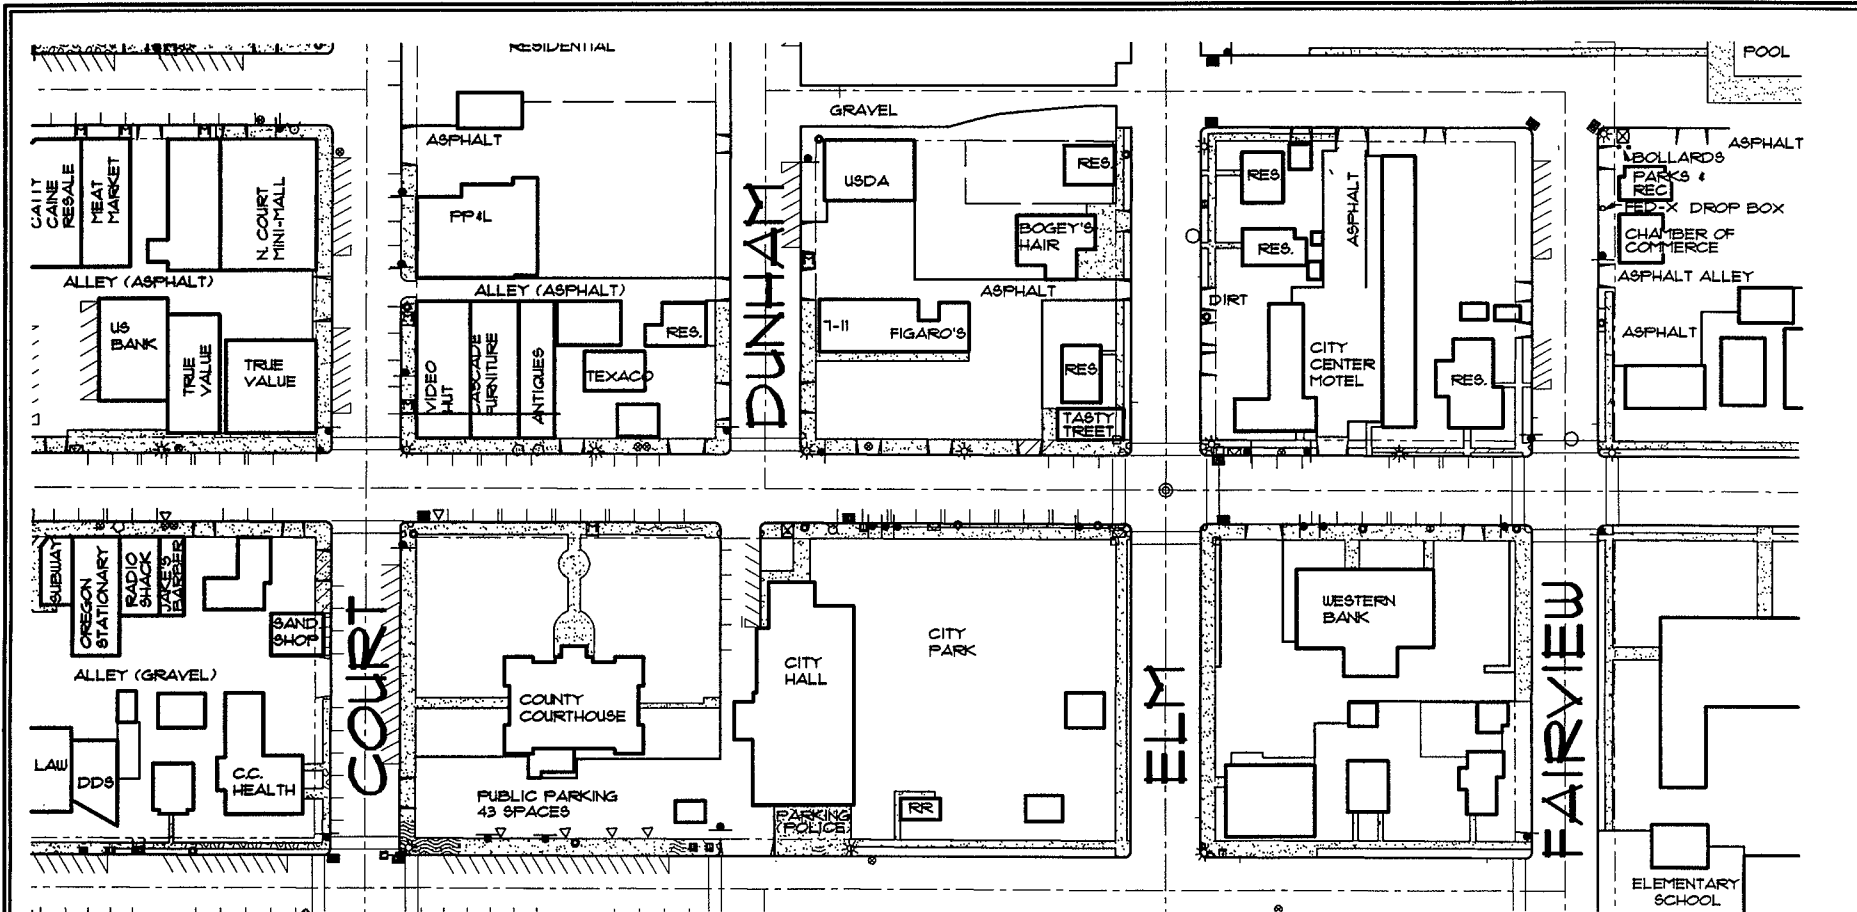 RESIDENTIAL
POOL
GRAVEL
ASPHALT
ASPHALT
CAINE
RESALE
MEAT
MARKET
N. COURT
MINI-MALL
PP&L
DUNHAM
USDA
RES.
BOGEY'S
HAIR
RES.
RES.
ASPHALT
BOLLARDS
PARKS &
REC
FED-X DROP BOX
CHAMBER OF
COMMERCE
ASPHALT ALLEY
ALLEY (ASPHALT)
ALLEY (ASPHALT)
ASPHALT
DIRT
US
BANK
TRUE
VALUE
TRUE
VALUE
VIDEO
HUT
CASCADE
FURNITURE
ANTIQUES
TEXACO
RES.
7-11
FIGARO'S
RES.
TASTY
TREET
CITY
CENTER
MOTEL
RES.
ASPHALT
SUBWAY
OREGON
STATIONARY
RADIO
SHACK
JAKE'S
BARBER
SAND
SHOP
ALLEY (GRAVEL)
LAW
DDS
C.C.
HEALTH
COURT
COUNTY
COURTHOUSE
PUBLIC PARKING
43 SPACES
CITY
HALL
PARKING
(POLICE)
CITY
PARK
RR
ELM
WESTERN
BANK
FAIRVIEW
ELEMENTARY
SCHOOL